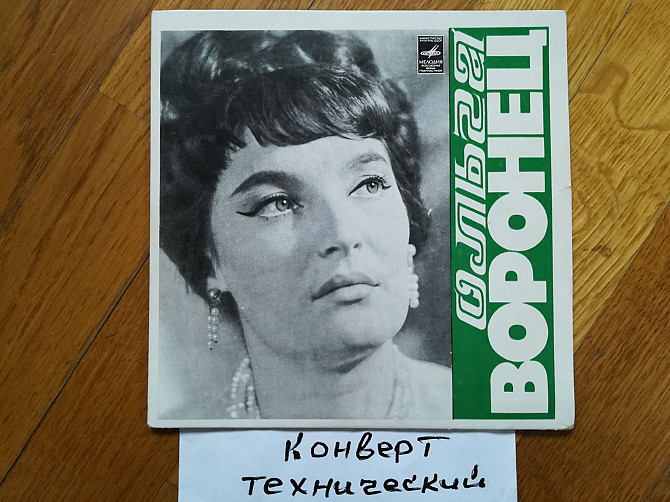 МЕЛОДИЯ
ОЛЬГА
ВОРОНЕЦ
Конверт
технический